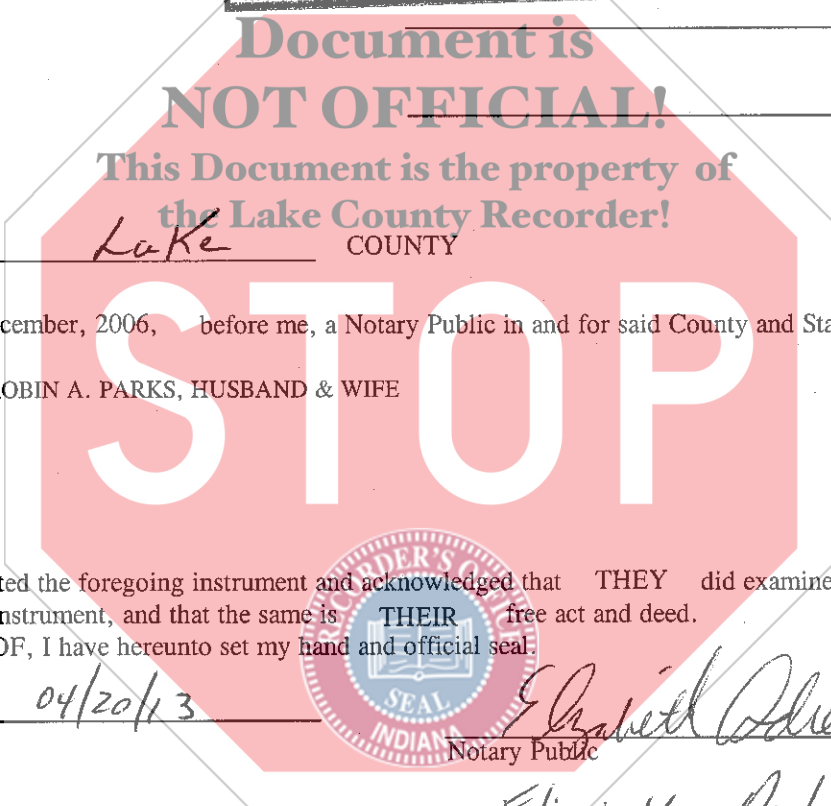 Document is
NOT OFFICIAL!
This Document is the property of
the Lake County Recorder!
Lake COUNTY
cember, 2006, before me, a Notary Public in and for said County and Sta
OBIN A. PARKS, HUSBAND & WIFE
STOP
ted the foregoing instrument and acknowledged that THEY did examine
nstrument, and that the same is THEIR free act and deed.
OF, I have hereunto set my hand and official seal.
RECORDER'S OFFICE
SEAL
INDIANA
04/20/13
Elizabeth
Notary Public